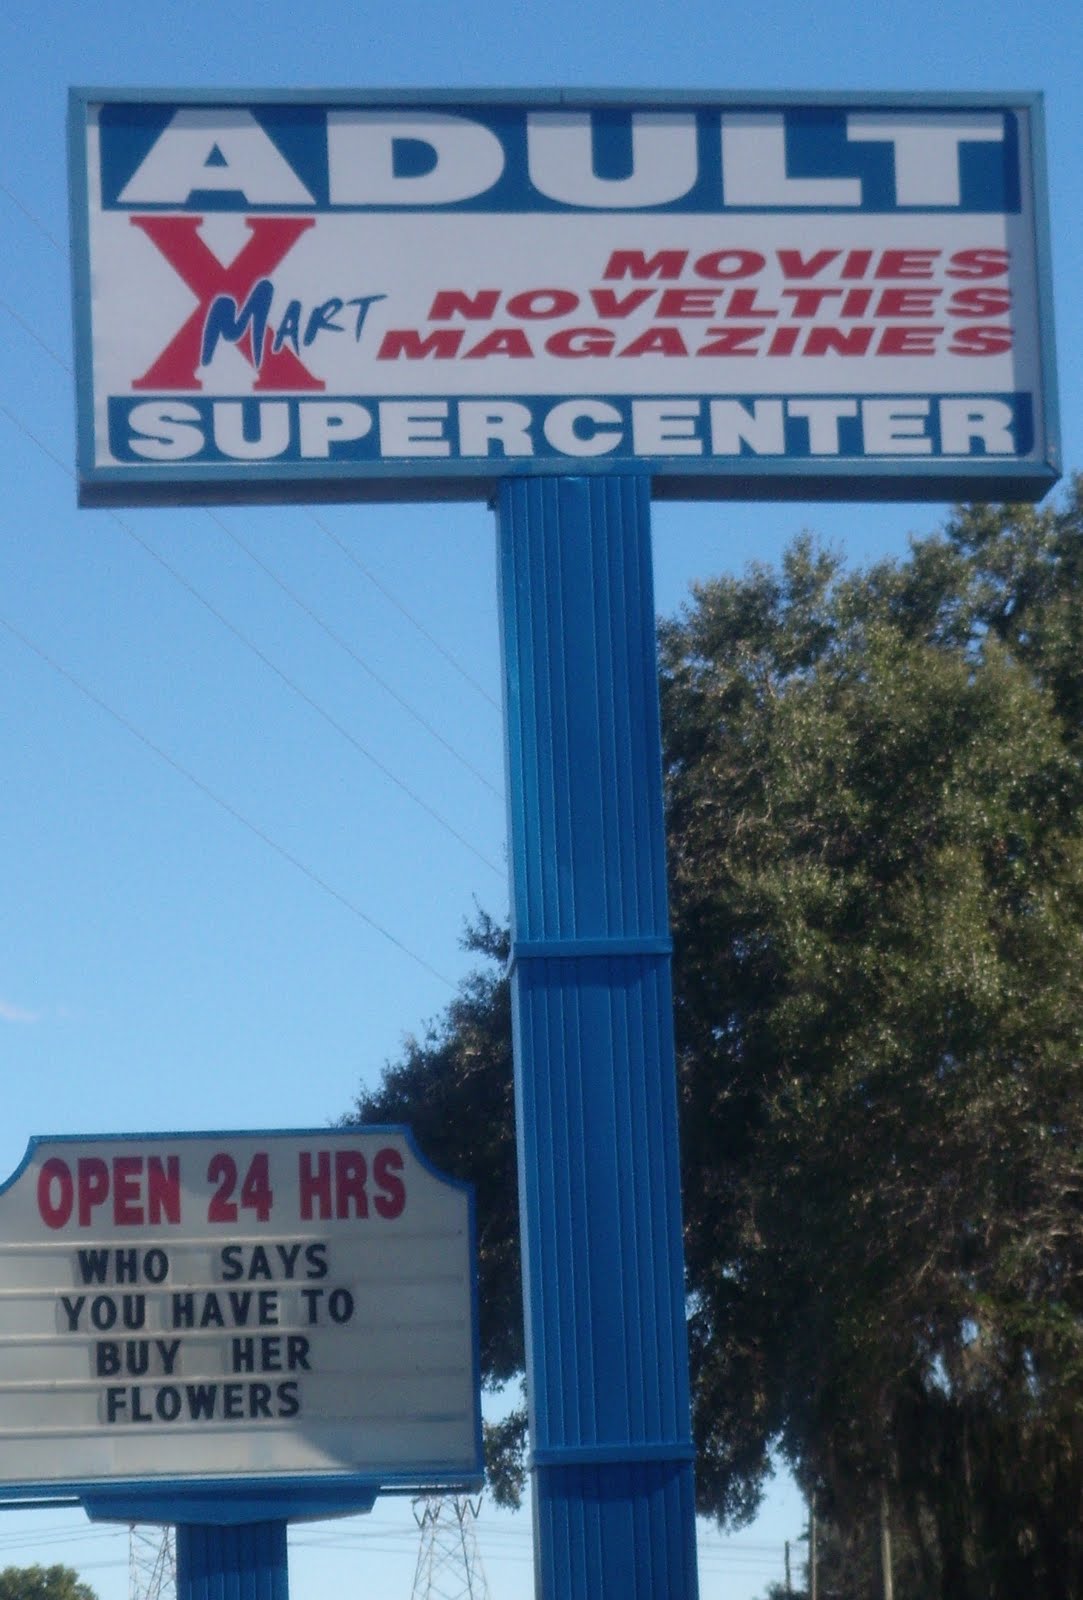 ADULT
X MART
MOVIES
NOVELTIES
MAGAZINES
SUPERCENTER
OPEN 24 HRS
WHO SAYS
YOU HAVE TO
BUY HER
FLOWERS